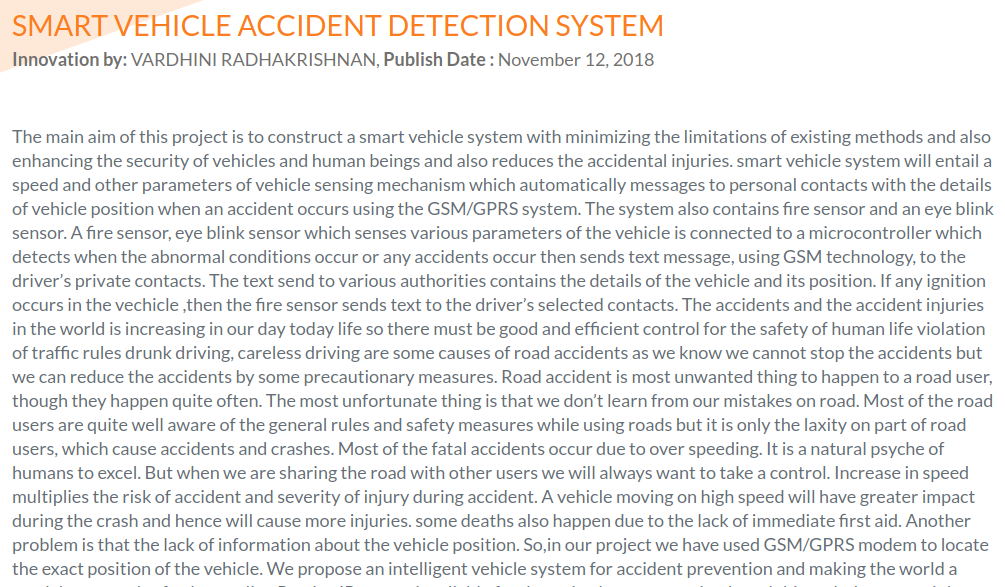 SMART VEHICLE ACCIDENT DETECTION SYSTEM
Innovation by: VARDHINI RADHAKRISHNAN, Publish Date : November 12, 2018
The main aim of this project is to construct a smart vehicle system with minimizing the limitations of existing methods and also
enhancing the security of vehicles and human beings and also reduces the accidental injuries. smart vehicle system will entail a
speed and other parameters of vehicle sensing mechanism which automatically messages to personal contacts with the details
of vehicle position when an accident occurs using the GSM/GPRS system. The system also contains fire sensor and an eye blink
sensor. A fire sensor, eye blink sensor which senses various parameters of the vehicle is connected to a microcontroller which
detects when the abnormal conditions occur or any accidents occur then sends text message, using GSM technology, to the
driver’s private contacts. The text send to various authorities contains the details of the vehicle and its position. If any ignition
occurs in the vechicle ,then the fire sensor sends text to the driver’s selected contacts. The accidents and the accident injuries
in the world is increasing in our day today life so there must be good and efficient control for the safety of human life violation
of traffic rules drunk driving, careless driving are some causes of road accidents as we know we cannot stop the accidents but
we can reduce the accidents by some precautionary measures. Road accident is most unwanted thing to happen to a road user,
though they happen quite often. The most unfortunate thing is that we don’t learn from our mistakes on road. Most of the road
users are quite well aware of the general rules and safety measures while using roads but it is only the laxity on part of road
users, which cause accidents and crashes. Most of the fatal accidents occur due to over speeding. It is a natural psyche of
humans to excel. But when we are sharing the road with other users we will always want to take a control. Increase in speed
multiplies the risk of accident and severity of injury during accident. A vehicle moving on high speed will have greater impact
during the crash and hence will cause more injuries. some deaths also happen due to the lack of immediate first aid. Another
problem is that the lack of information about the vehicle position. So,in our project we have used GSM/GPRS modem to locate
the exact position of the vehicle. We propose an intelligent vehicle system for accident prevention and making the world a